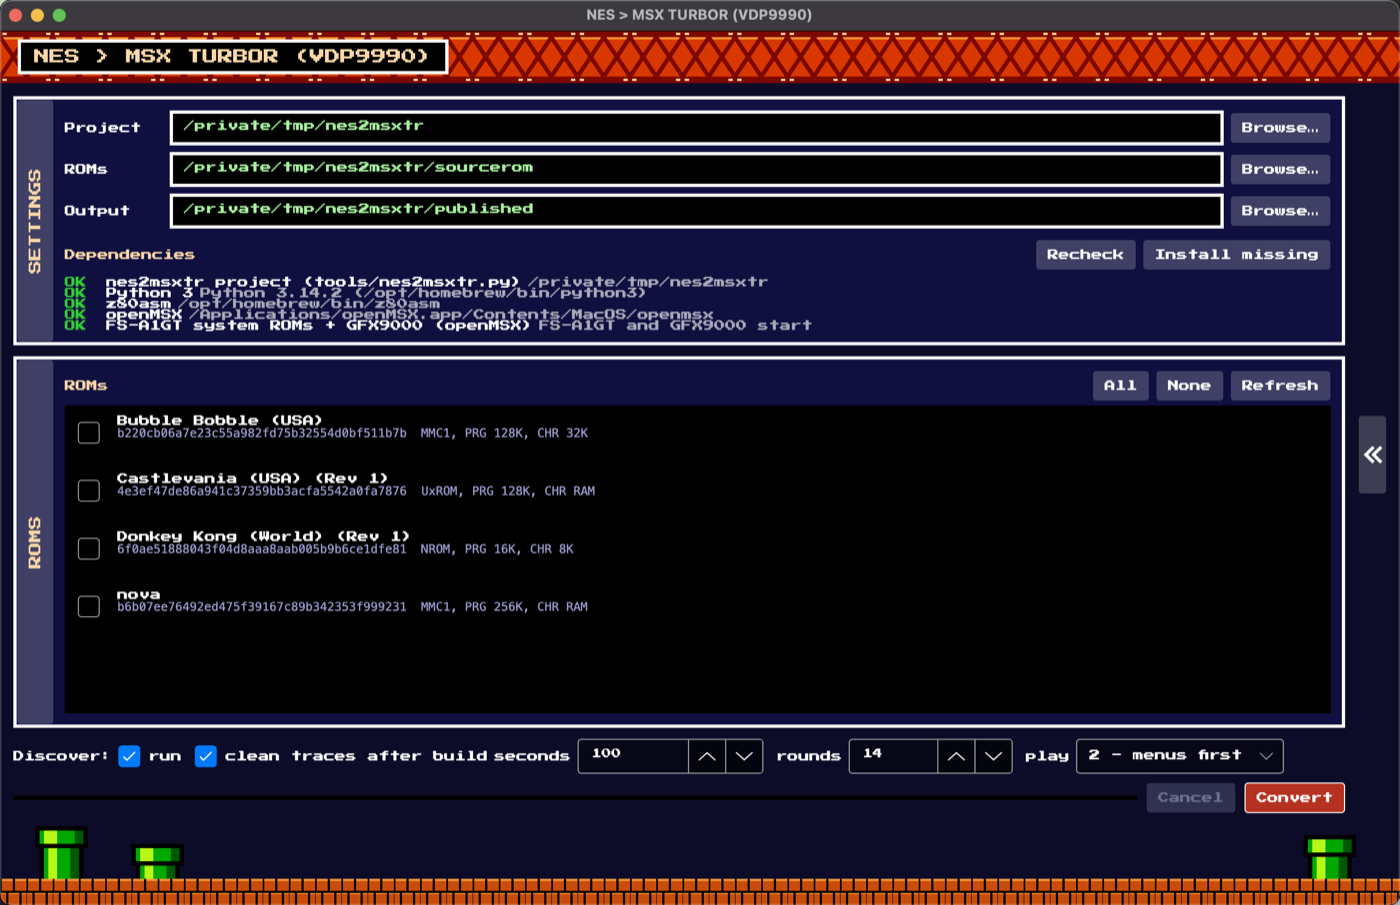 NES > MSX TURBOR (VDP9990)
NES > MSX TURBOR (VDP9990)
SETTINGS
Project /private/tmp/nes2msxtr Browse…
ROMs /private/tmp/nes2msxtr/sourcerom Browse…
Output /private/tmp/nes2msxtr/published Browse…
Dependencies Recheck Install missing
OK nes2msxtr project (tools/nes2msxtr.py) /private/tmp/nes2msxtr
OK Python 3 Python 3.14.2 (/opt/homebrew/bin/python3)
OK z80asm /opt/homebrew/bin/z80asm
OK openMSX /Applications/openMSX.app/Contents/MacOS/openmsx
OK FS-A1GT system ROMs + GFX9000 (openMSX) FS-A1GT and GFX9000 start
ROMS
ROMs All None Refresh
Bubble Bobble (USA)
b220cb06a7e23c55a982fd75b32554d0bf511b7b MMC1, PRG 128K, CHR 32K
Castlevania (USA) (Rev 1)
4e3ef47de86a941c37359bb3acfa5542a0fa7876 UxROM, PRG 128K, CHR RAM
Donkey Kong (World) (Rev 1)
6f0ae51888043f04d8aaa8aab005b9b6ce1dfe81 NROM, PRG 16K, CHR 8K
nova
b6b07ee76492ed475f39167c89b342353f999231 MMC1, PRG 256K, CHR RAM
Discover: run clean traces after build seconds 100 rounds 14 play 2 - menus first
Cancel Convert